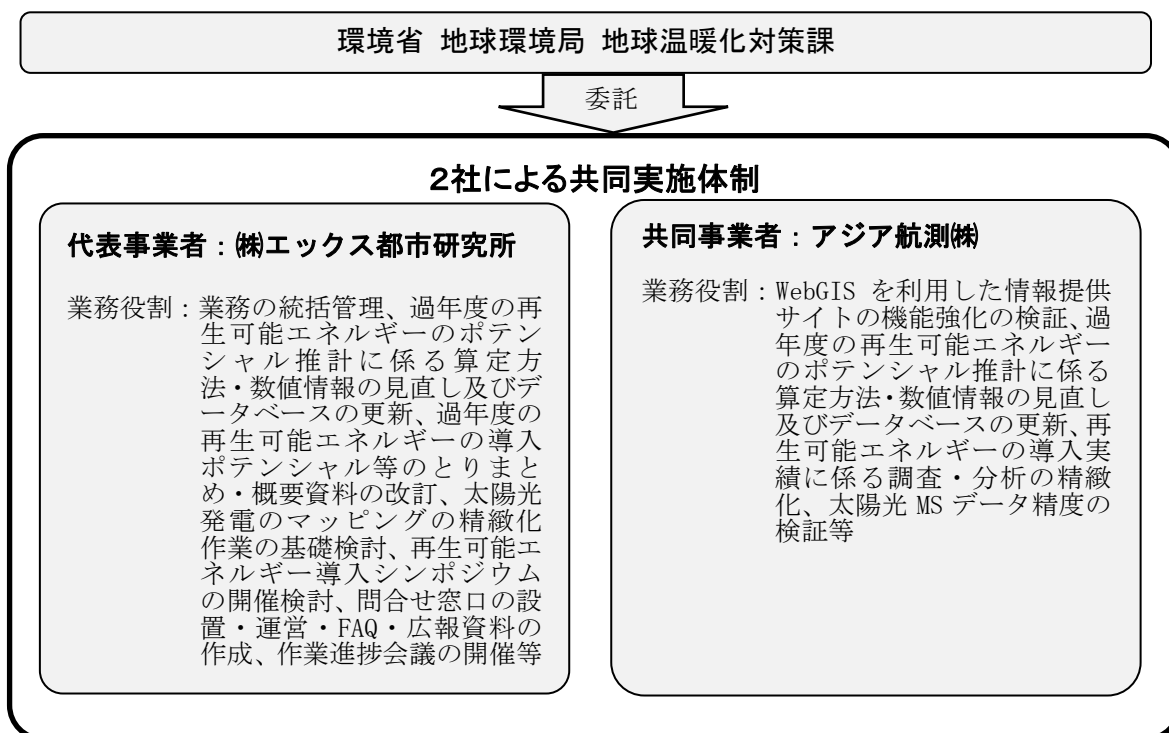 環境省 地球環境局 地球温暖化対策課
委託
２社による共同実施体制
代表事業者：㈱エックス都市研究所
業務役割：業務の統括管理、過年度の再
生可能エネルギーのポテン
シャル推計に係る算定方
法・数値情報の見直し及びデ
ータベースの更新、過年度の
再生可能エネルギーの導入
ポテンシャル等のとりまと
め・概要資料の改訂、太陽光
発電のマッピングの精緻化
作業の基礎検討、再生可能エ
ネルギー導入シンポジウム
の開催検討、問合せ窓口の設
置・運営・FAQ・広報資料の
作成、作業進捗会議の開催等
共同事業者：アジア航測㈱
業務役割：WebGIS を利用した情報提供
サイトの機能強化の検証、過
年度の再生可能エネルギー
のポテンシャル推計に係る
算定方法・数値情報の見直し
及びデータベースの更新、再
生可能エネルギーの導入実
績に係る調査・分析の精緻
化、太陽光 MS データ精度の
検証等